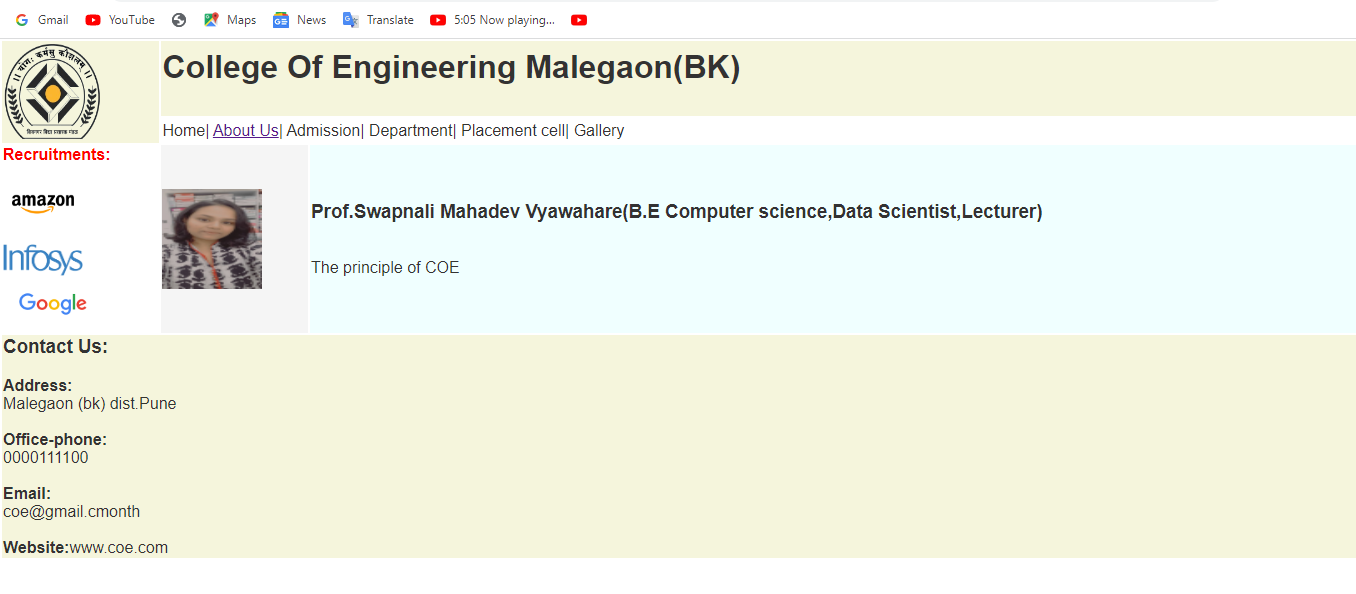 Gmail YouTube Maps News Translate 5:05 Now playing...
योगः कर्मसु कौशलम्
College Of Engineering Malegaon(BK)
Home| About Us| Admission| Department| Placement cell| Gallery
Recruitments:
amazon
Infosys
Google
Prof.Swapnali Mahadev Vyawahare(B.E Computer science,Data Scientist,Lecturer)
The principle of COE
Contact Us:
Address:
Malegaon (bk) dist.Pune
Office-phone:
0000111100
Email:
coe@gmail.cmonth
Website:www.coe.com